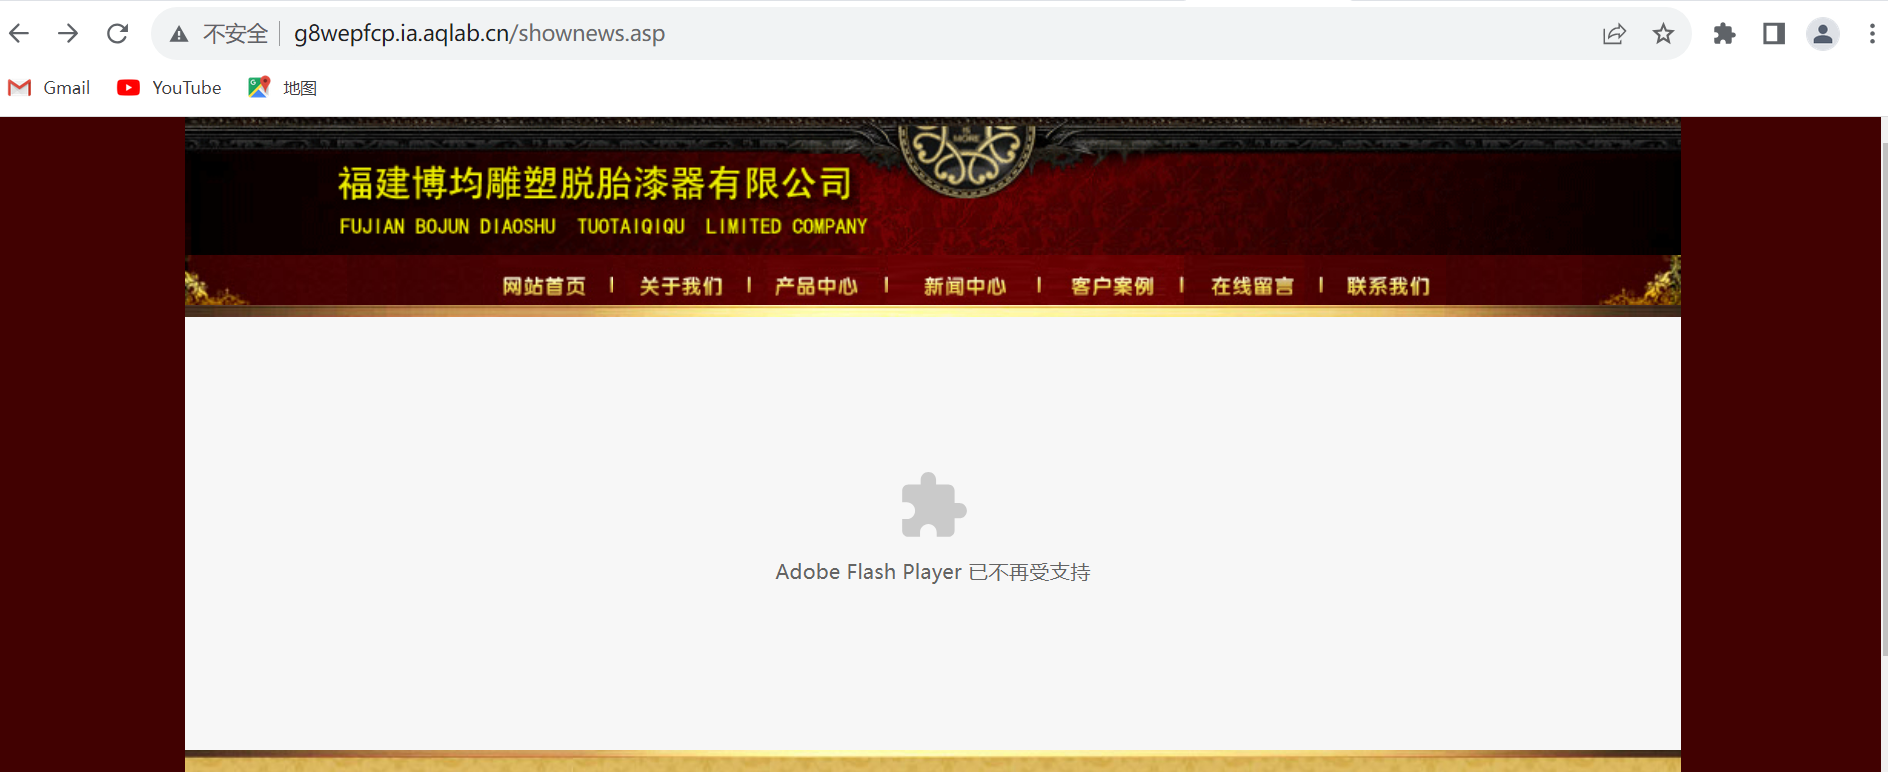 不安全 g8wepfcp.ia.aqlab.cn/shownews.asp
Gmail YouTube 地图
IS
MORE
福建博均雕塑脱胎漆器有限公司
FUJIAN BOJUN DIAOSHU TUOTAIQIQU LIMITED COMPANY
网站首页 | 关于我们 | 产品中心 | 新闻中心 | 客户案例 | 在线留言 | 联系我们
Adobe Flash Player 已不再受支持